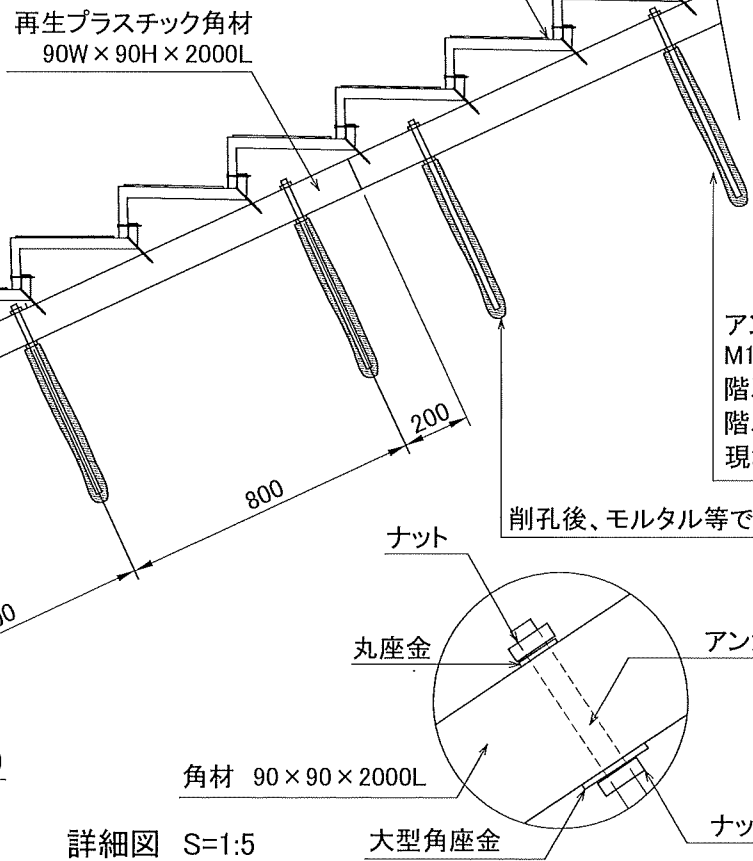 再生プラスチック角材
90W×90H×2000L
200
800
アン
M1
階
階
現
削孔後、モルタル等で
ナット
丸座金
アン
角材 90×90×2000L
大型角座金
ナッ
詳細図 S=1:5